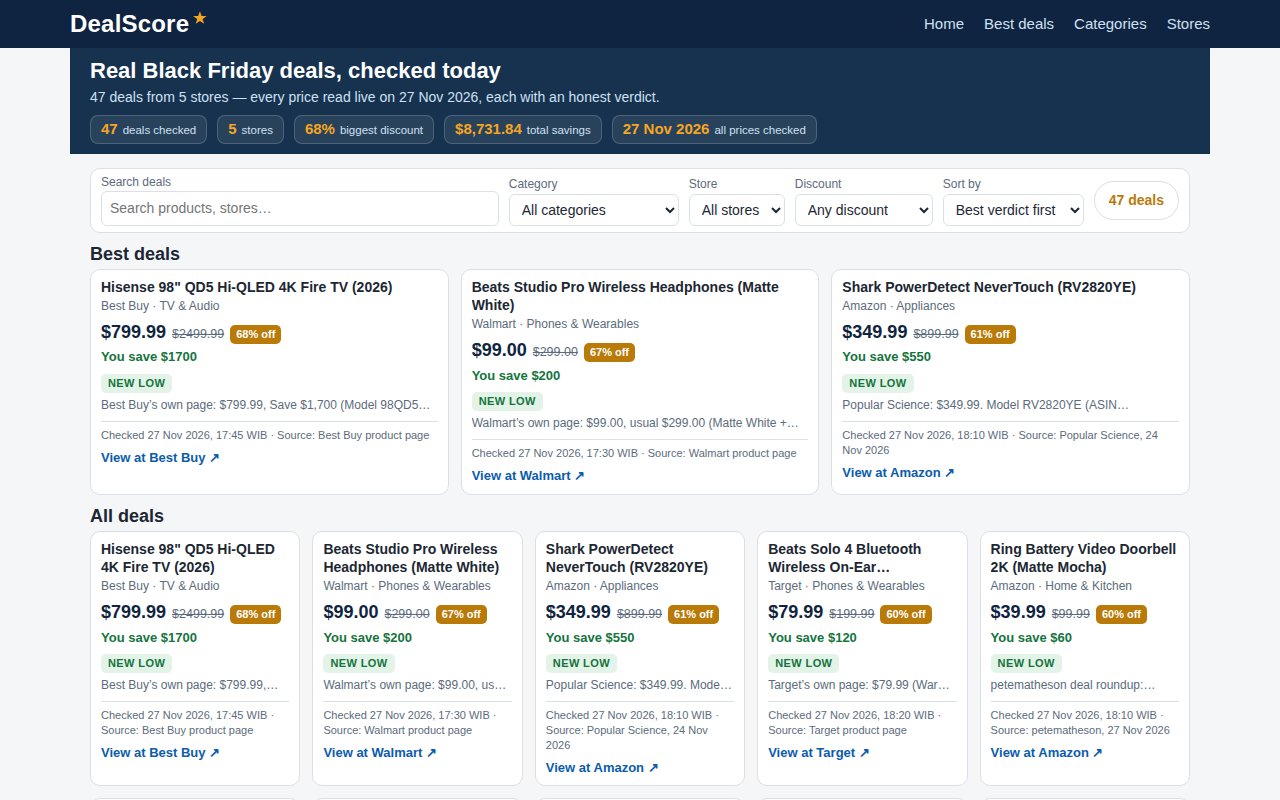 DealScore ★
Home Best deals Categories Stores
Real Black Friday deals, checked today
47 deals from 5 stores — every price read live on 27 Nov 2026, each with an honest verdict.
47 deals checked 5 stores 68% biggest discount $8,731.84 total savings 27 Nov 2026 all prices checked
Search deals
Search products, stores…
Category
All categories
Store
All stores
Discount
Any discount
Sort by
Best verdict first
47 deals
Best deals
Hisense 98" QD5 Hi-QLED 4K Fire TV (2026)
Best Buy · TV & Audio
$799.99 $2499.99 68% off
You save $1700
NEW LOW
Best Buy’s own page: $799.99, Save $1,700 (Model 98QD5…
Checked 27 Nov 2026, 17:45 WIB · Source: Best Buy product page
View at Best Buy ↗
Beats Studio Pro Wireless Headphones (Matte
White)
Walmart · Phones & Wearables
$99.00 $299.00 67% off
You save $200
NEW LOW
Walmart’s own page: $99.00, usual $299.00 (Matte White +…
Checked 27 Nov 2026, 17:30 WIB · Source: Walmart product page
View at Walmart ↗
Shark PowerDetect NeverTouch (RV2820YE)
Amazon · Appliances
$349.99 $899.99 61% off
You save $550
NEW LOW
Popular Science: $349.99. Model RV2820YE (ASIN…
Checked 27 Nov 2026, 18:10 WIB · Source: Popular Science, 24
Nov 2026
View at Amazon ↗
All deals
Hisense 98" QD5 Hi-QLED
4K Fire TV (2026)
Best Buy · TV & Audio
$799.99 $2499.99 68% off
You save $1700
NEW LOW
Best Buy’s own page: $799.99,…
Checked 27 Nov 2026, 17:45 WIB ·
Source: Best Buy product page
View at Best Buy ↗
Beats Studio Pro Wireless
Headphones (Matte White)
Walmart · Phones & Wearables
$99.00 $299.00 67% off
You save $200
NEW LOW
Walmart’s own page: $99.00, us…
Checked 27 Nov 2026, 17:30 WIB ·
Source: Walmart product page
View at Walmart ↗
Shark PowerDetect
NeverTouch (RV2820YE)
Amazon · Appliances
$349.99 $899.99 61% off
You save $550
NEW LOW
Popular Science: $349.99. Mode…
Checked 27 Nov 2026, 18:10 WIB ·
Source: Popular Science, 24 Nov
2026
View at Amazon ↗
Beats Solo 4 Bluetooth
Wireless On-Ear…
Target · Phones & Wearables
$79.99 $199.99 60% off
You save $120
NEW LOW
Target’s own page: $79.99 (War…
Checked 27 Nov 2026, 18:20 WIB ·
Source: Target product page
View at Target ↗
Ring Battery Video Doorbell
2K (Matte Mocha)
Amazon · Home & Kitchen
$39.99 $99.99 60% off
You save $60
NEW LOW
petematheson deal roundup:…
Checked 27 Nov 2026, 18:10 WIB ·
Source: petematheson, 27 Nov 2026
View at Amazon ↗